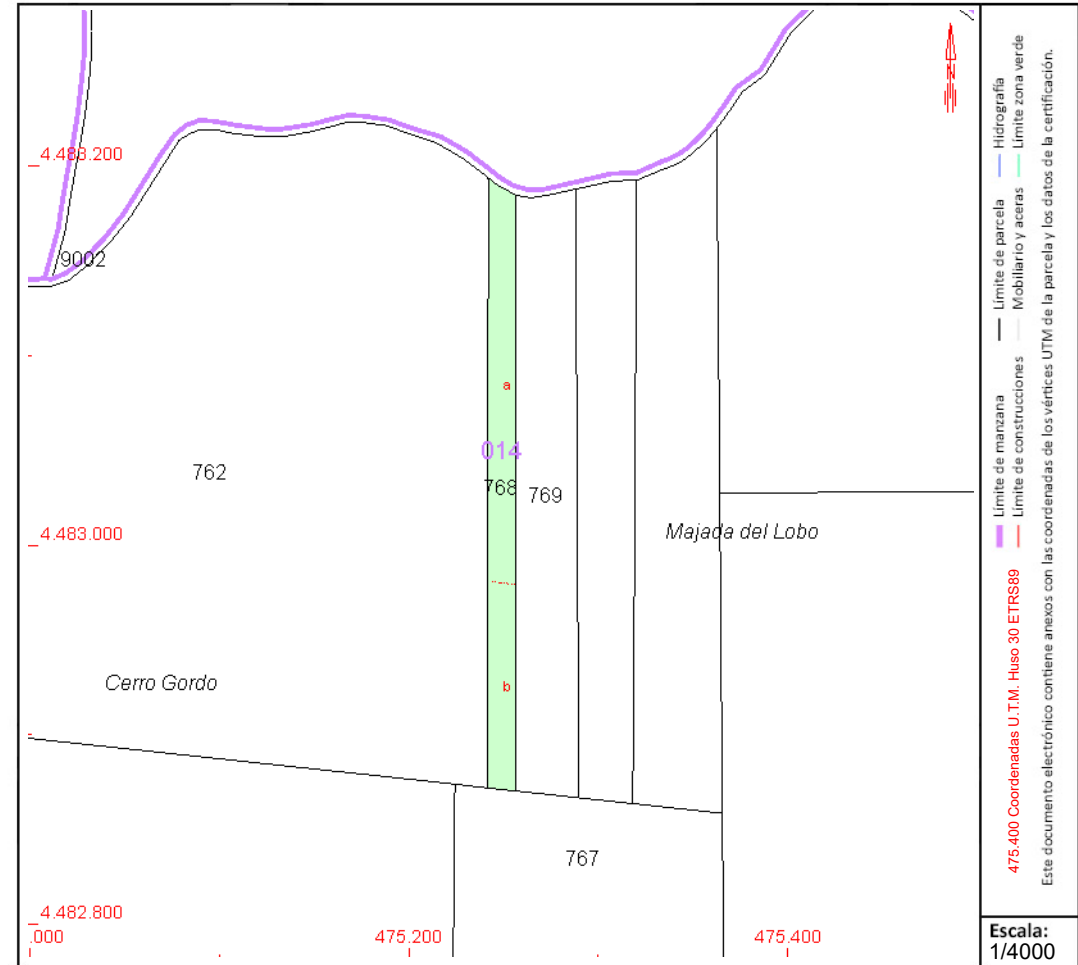 4.483.200
9002
a
014
762
768
769
Majada del Lobo
4.483.000
Cerro Gordo
b
767
4.482.800
.000
475.200
475.400
N
475.400 Coordenadas U.T.M. Huso 30 ETRS89
Límite de manzana
Límite de parcela
Hidrografía
Límite de construcciones
Mobiliario y aceras
Límite zona verde
Este documento electrónico contiene anexos con las coordenadas de los vértices UTM de la parcela y los datos de la certificación.
Escala:
1/4000